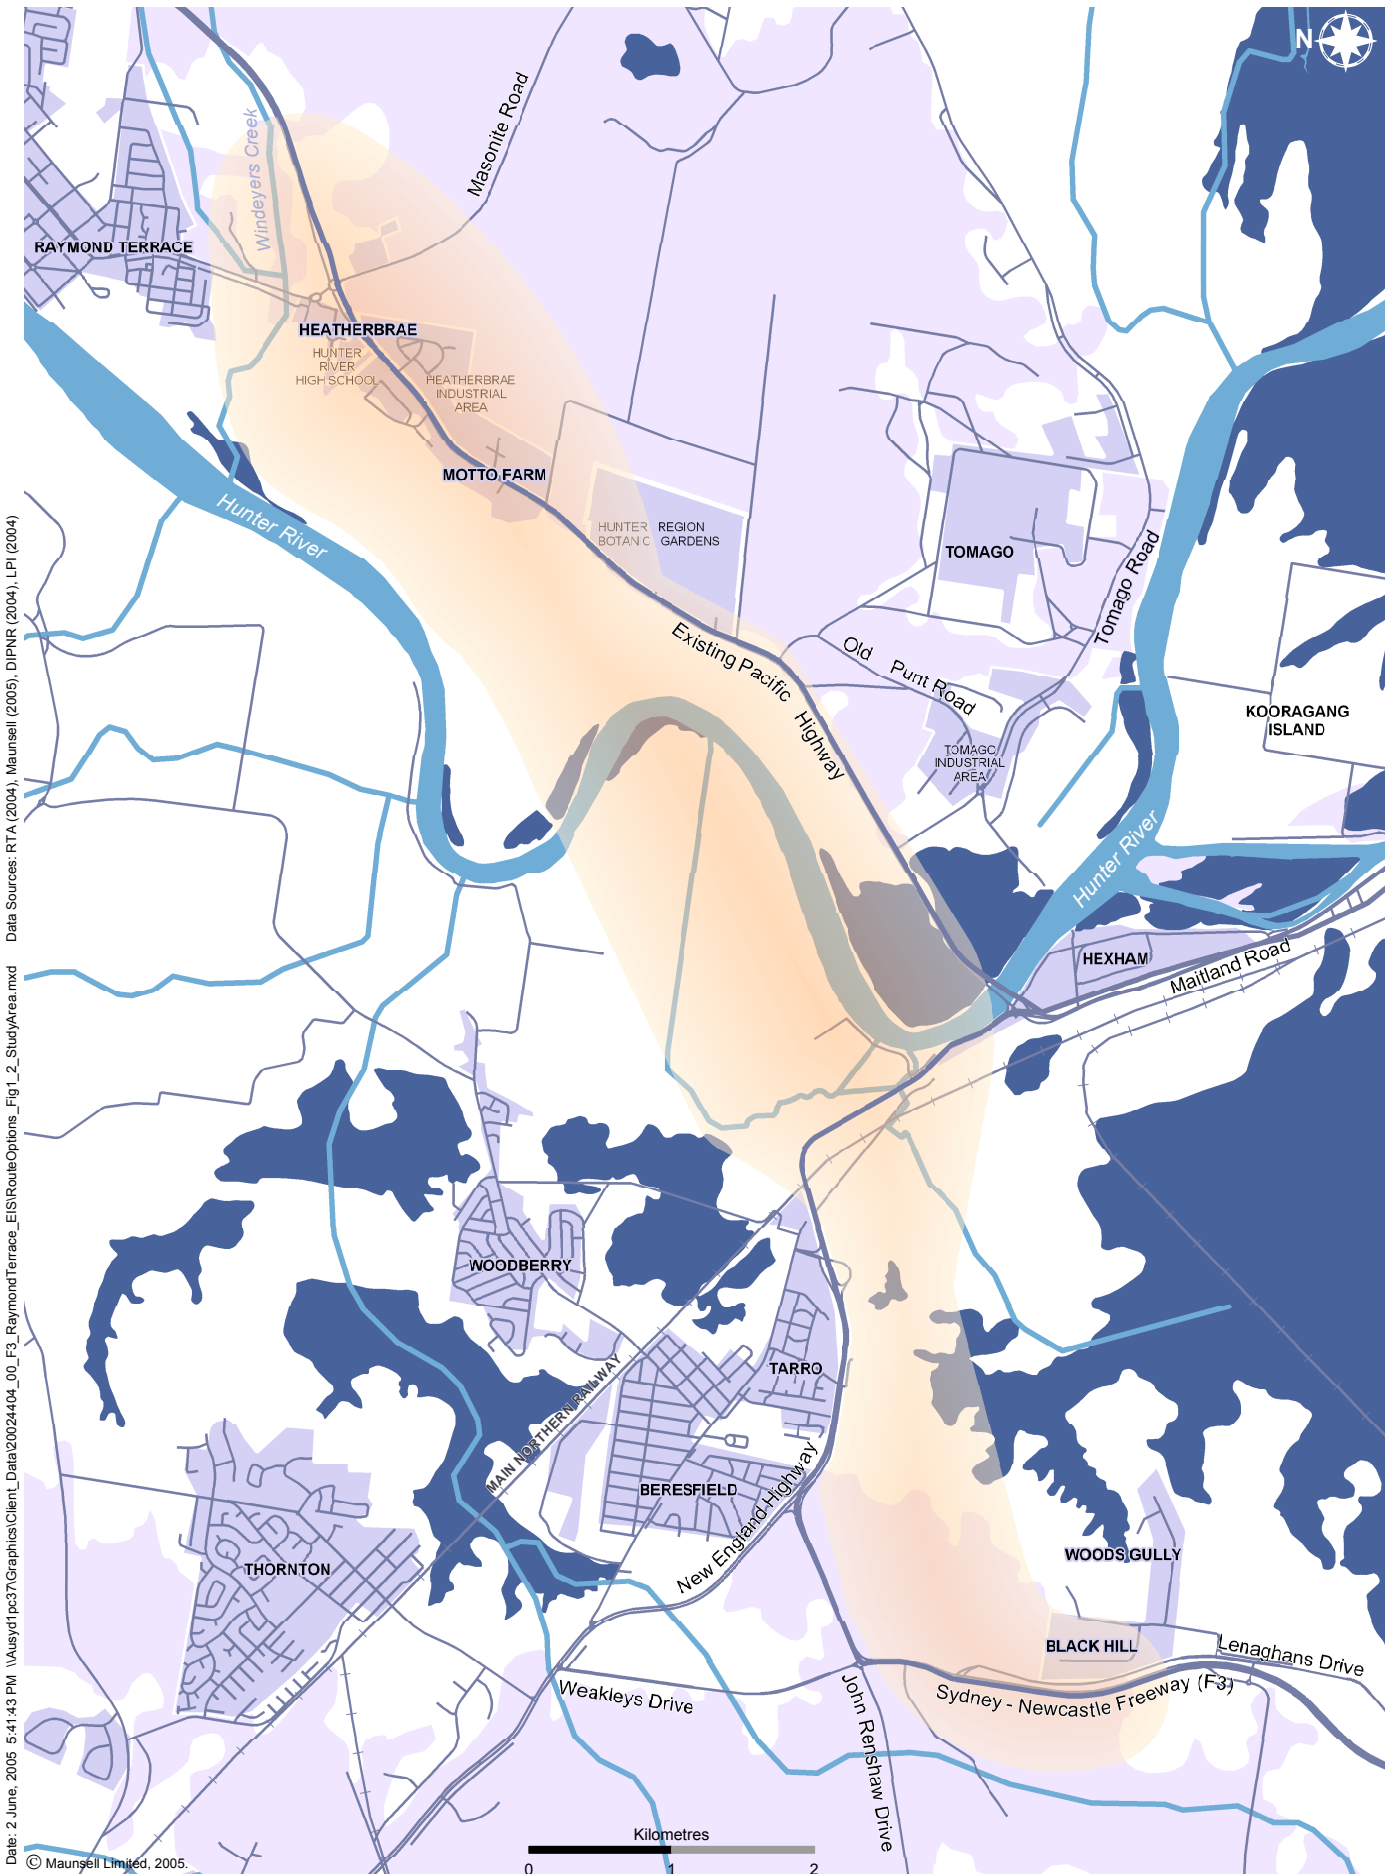 N
Masonite Road
Windeyers Creek
RAYMOND TERRACE
HEATHERBRAE
HUNTER
RIVER
HIGH SCHOOL
HEATHERBRAE
INDUSTRIAL
AREA
MOTTO FARM
Hunter River
HUNTER REGION
BOTANIC GARDENS
TOMAGO
Tomago Road
Existing Pacific Highway
Old Punt Road
KOORAGANG
ISLAND
TOMAGO
INDUSTRIAL
AREA
Hunter River
HEXHAM
Maitland Road
WOODBERRY
TARRO
MAIN NORTHERN RAILWAY
BERESFIELD
New England Highway
THORNTON
WOODS GULLY
BLACK HILL
Lenaghans Drive
Sydney - Newcastle Freeway (F3)
Weakleys Drive
John Renshaw Drive
Kilometres
0 1 2
© Maunsell Limited, 2005.
Date: 2 June, 2005 5:41:43 PM \\Ausyd1pc37\Graphics\Client_Data\20024404_00_F3_RaymondTerrace_EIS\RouteOptions_Fig1_2_StudyArea.mxd
Data Sources: RTA (2004), Maunsell (2005), DIPNR (2004), LPI (2004)